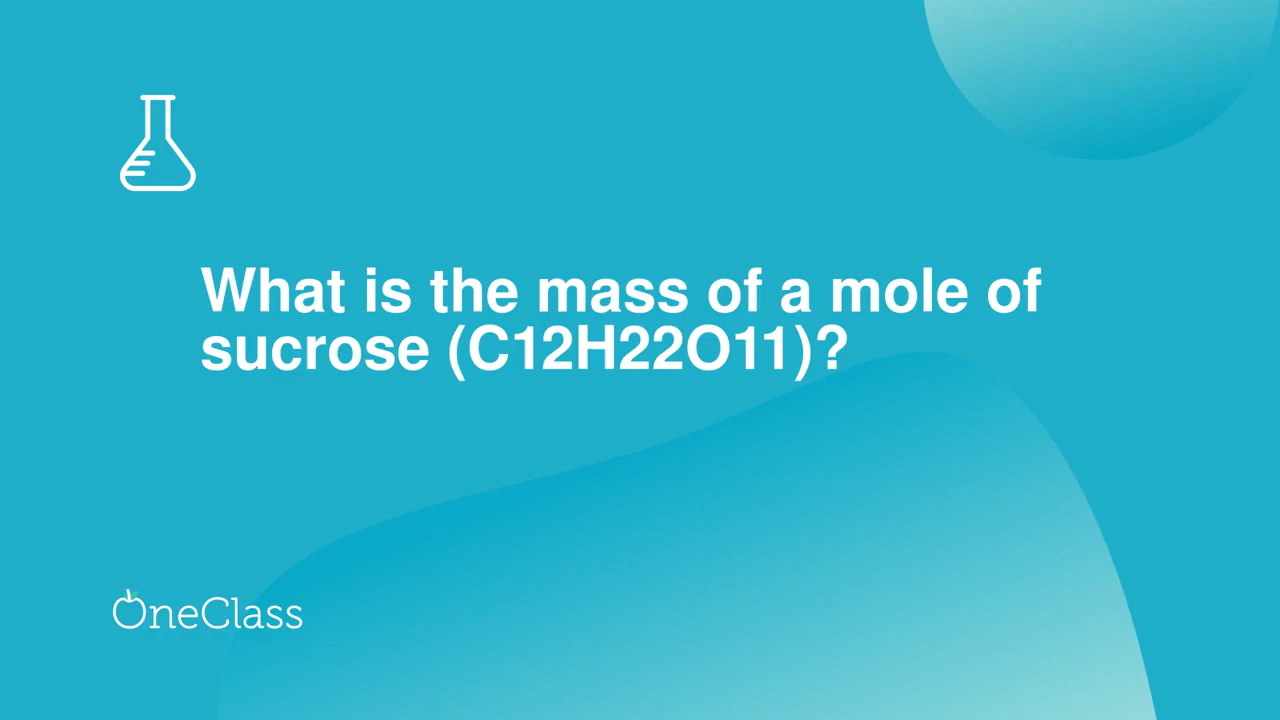 What is the mass of a mole of
sucrose (C12H22O11)?
OneClass